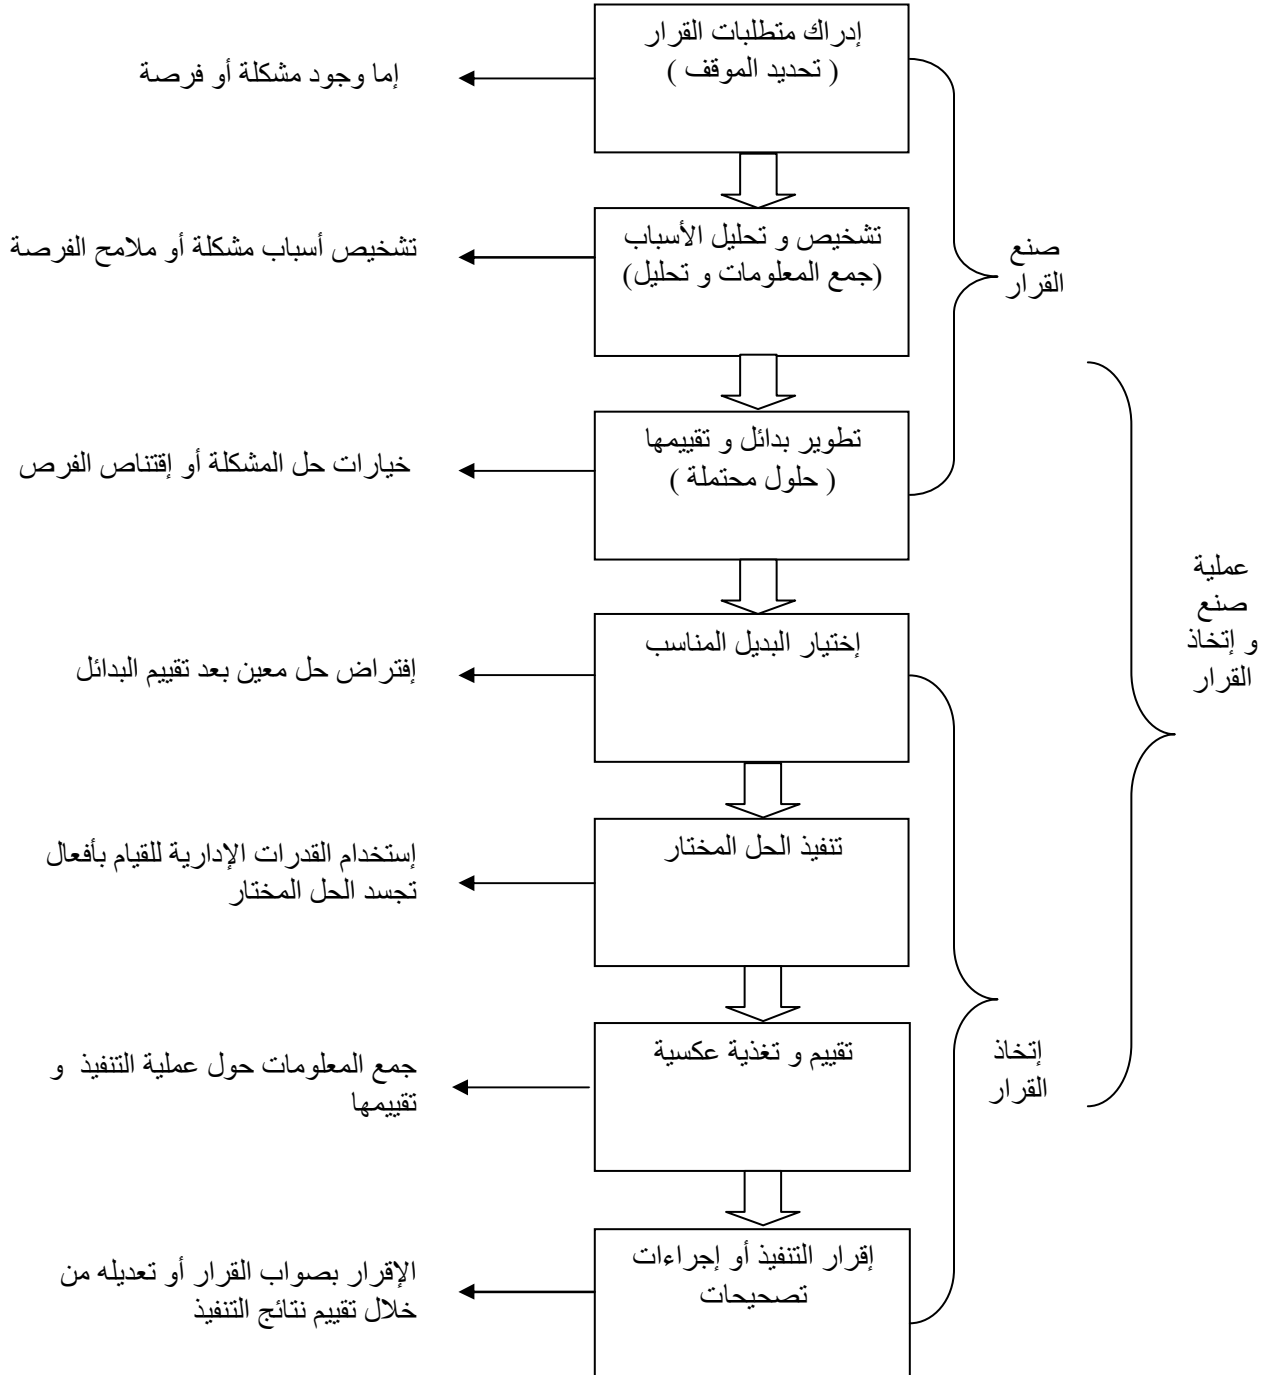 إدراك متطلبات القرار
( تحديد الموقف )
إما وجود مشكلة أو فرصة
تشخيص و تحليل الأسباب
(جمع المعلومات و تحليل)
تشخيص أسباب مشكلة أو ملامح الفرصة
صنع
القرار
تطوير بدائل و تقييمها
( حلول محتملة )
خيارات حل المشكلة أو إقتناص الفرص
عملية
صنع
و إتخاذ
القرار
إختيار البديل المناسب
إفتراض حل معين بعد تقييم البدائل
تنفيذ الحل المختار
إستخدام القدرات الإدارية للقيام بأفعال
تجسد الحل المختار
إتخاذ
القرار
تقييم و تغذية عكسية
جمع المعلومات حول عملية التنفيذ و
تقييمها
إقرار التنفيذ أو إجراءات
تصحيحات
الإقرار بصواب القرار أو تعديله من
خلال تقييم نتائج التنفيذ